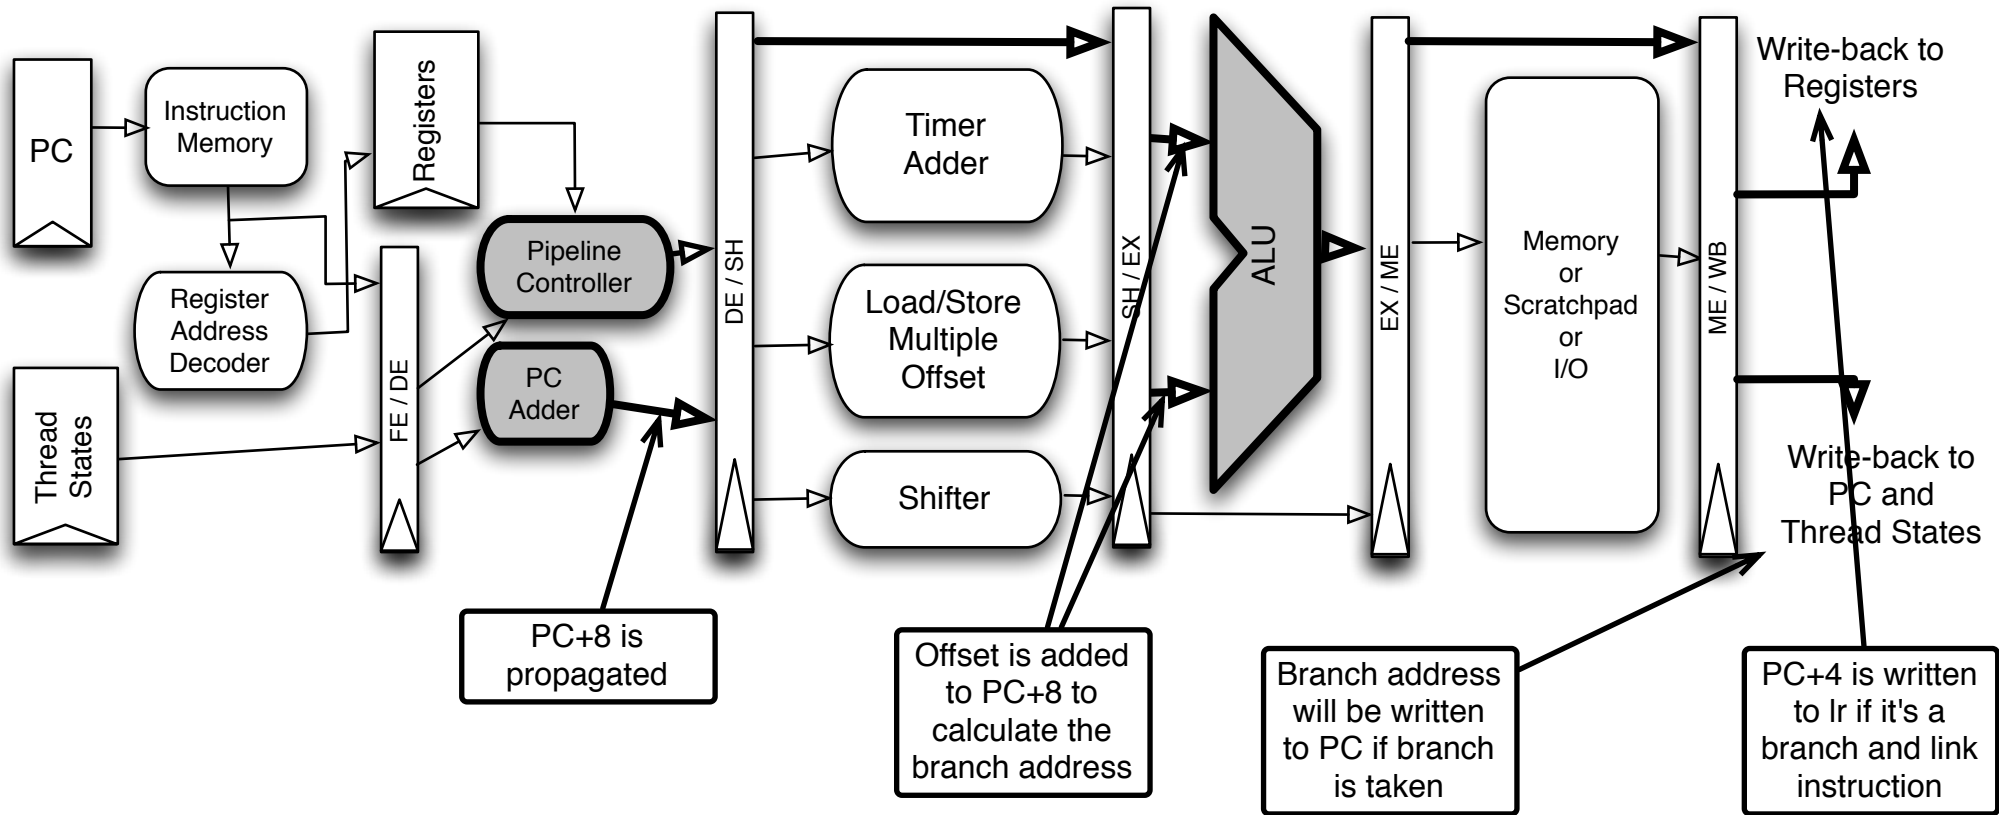 PC
Instruction
Memory
Register
Address
Decoder
Thread
States
Registers
FE / DE
Pipeline
Controller
PC
Adder
DE / SH
Timer
Adder
Load/Store
Multiple
Offset
Shifter
SH / EX
ALU
EX / ME
Memory
or
Scratchpad
or
I/O
ME / WB
Write-back to
Registers
Write-back to
PC and
Thread States
PC+8 is
propagated
Offset is added
to PC+8 to
calculate the
branch address
Branch address
will be written
to PC if branch
is taken
PC+4 is written
to lr if it's a
branch and link
instruction